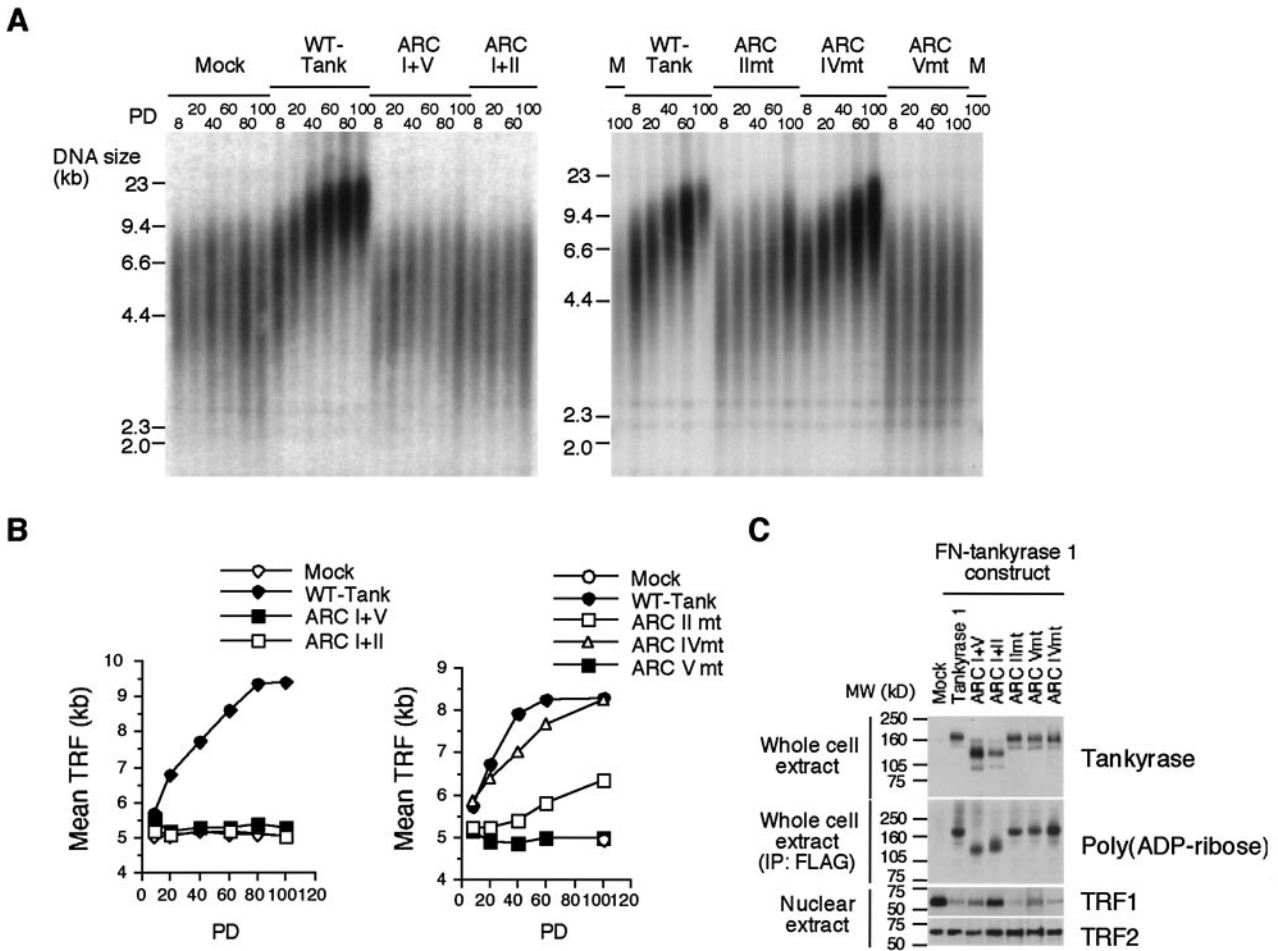 A
Mock
WT-
Tank
ARC
I+V
ARC
I+II
M
WT-
Tank
ARC
IImt
ARC
IVmt
ARC
Vmt
M
PD
20 60 100 20 60 100 20 60 100 20 100
8 40 80 8 40 80 8 40 80 8 60
8 40 100 20 60 8 40 100 20 60
100 20 60 8 40 100 20 60 8 40 100 100
DNA size
(kb)
23
9.4
6.6
4.4
2.3
2.0
23
9.4
6.6
4.4
2.3
2.0
B
Mock
WT-Tank
ARC I+V
ARC I+II
Mean TRF (kb)
10
9
8
7
6
5
4
0 20 40 60 80 100 120
PD
Mock
WT-Tank
ARC II mt
ARC IVmt
ARC V mt
Mean TRF (kb)
9
8
7
6
5
4
0 20 40 60 80 100 120
PD
C
FN-tankyrase 1
construct
MW (kD)
Mock
Tankyrase 1
ARC I+V
ARC I+II
ARC IImt
ARC Vmt
ARC IVmt
Whole cell
extract
250
160
105
75
Tankyrase
Whole cell
extract
(IP: FLAG)
250
160
105
75
Poly(ADP-ribose)
Nuclear
extract
75
50
TRF1
75
50
TRF2